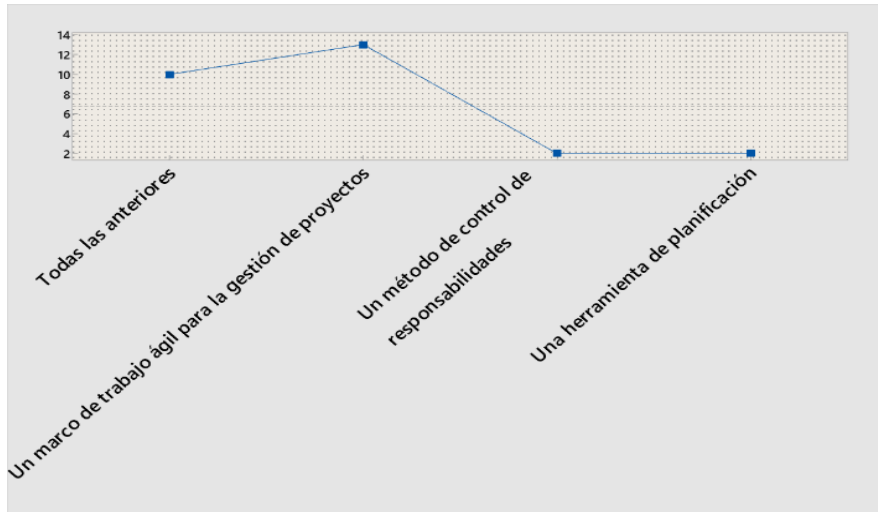 14
12
10
8
6
4
2
Todas las anteriores
Un marco de trabajo ágil para la gestión de proyectos
Un método de control de
responsabilidades
Una herramienta de planificación